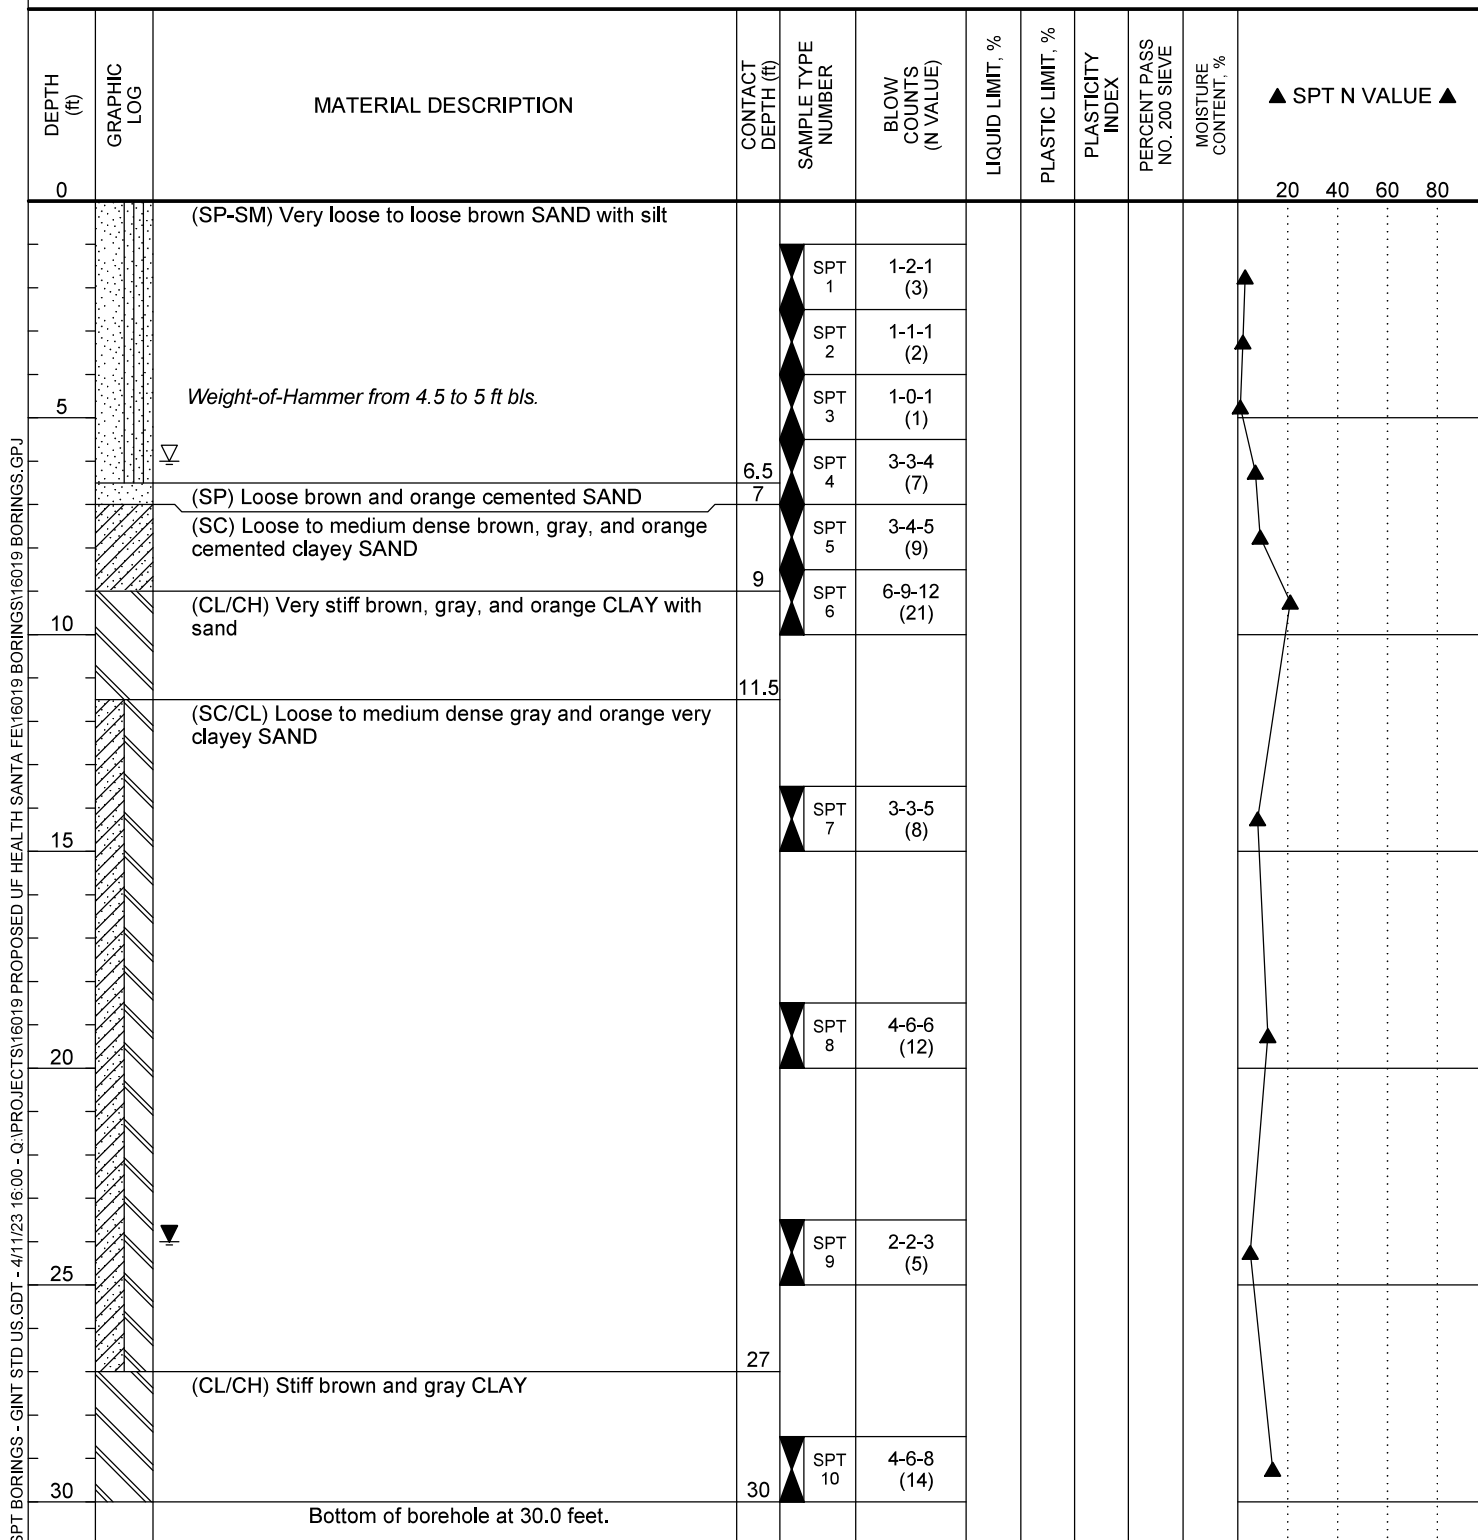 DEPTH
(ft)
GRAPHIC
LOG
MATERIAL DESCRIPTION
CONTACT
DEPTH (ft)
SAMPLE TYPE
NUMBER
BLOW
COUNTS
(N VALUE)
LIQUID LIMIT, %
PLASTIC LIMIT, %
PLASTICITY
INDEX
PERCENT PASS
NO. 200 SIEVE
MOISTURE
CONTENT, %
▲ SPT N VALUE ▲
0
20 40 60 80
(SP-SM) Very loose to loose brown SAND with silt
SPT
1
1-2-1
(3)
SPT
2
1-1-1
(2)
Weight-of-Hammer from 4.5 to 5 ft bls.
5
SPT
3
1-0-1
(1)
6.5
SPT
4
3-3-4
(7)
(SP) Loose brown and orange cemented SAND
7
(SC) Loose to medium dense brown, gray, and orange
cemented clayey SAND
SPT
5
3-4-5
(9)
9
(CL/CH) Very stiff brown, gray, and orange CLAY with
sand
SPT
6
6-9-12
(21)
10
11.5
(SC/CL) Loose to medium dense gray and orange very
clayey SAND
SPT
7
3-3-5
(8)
15
SPT
8
4-6-6
(12)
20
SPT
9
2-2-3
(5)
25
27
(CL/CH) Stiff brown and gray CLAY
SPT
10
4-6-8
(14)
30
30
Bottom of borehole at 30.0 feet.
SPT BORINGS - GINT STD US.GDT - 4/11/23 16:00 - Q:\PROJECTS\16019 PROPOSED UF HEALTH SANTA FE\16019 BORINGS\16019 BORINGS.GPJ